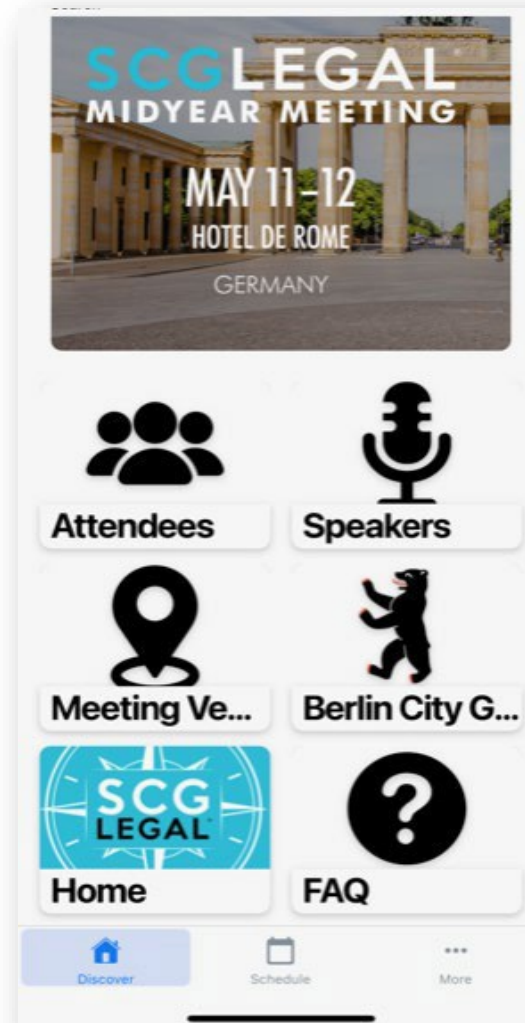 SCGLEGAL
MIDYEAR MEETING
MAY 11-12
HOTEL DE ROME
GERMANY
Attendees
Speakers
Meeting Ve...
Berlin City G...
SCG
LEGAL
Home
FAQ
Discover
Schedule
More